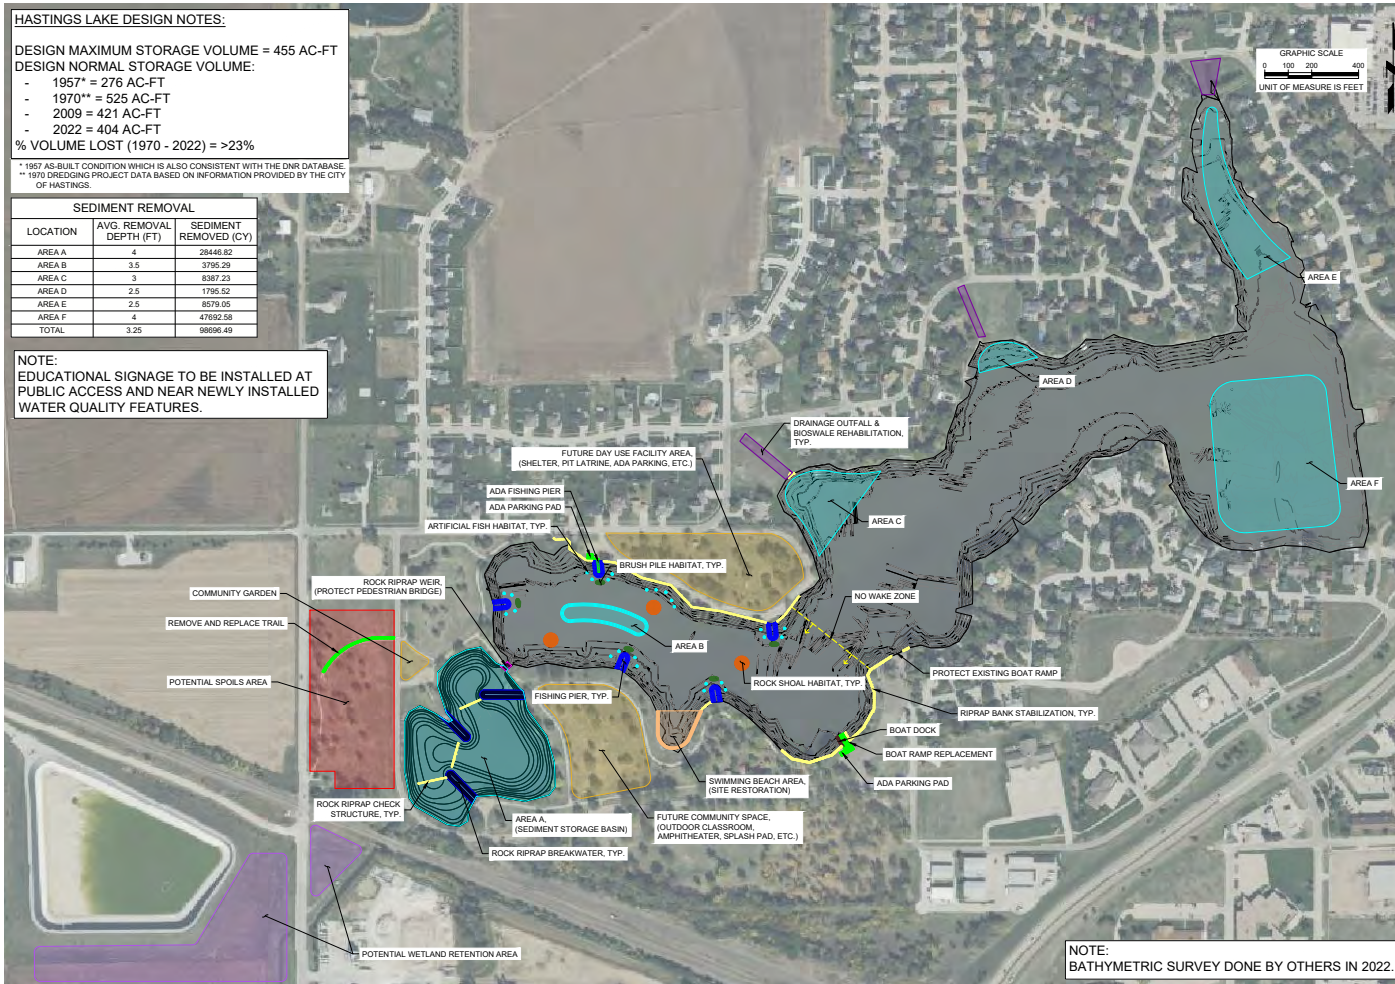 HASTINGS LAKE DESIGN NOTES:
DESIGN MAXIMUM STORAGE VOLUME = 455 AC-FT
DESIGN NORMAL STORAGE VOLUME:
- 1957* = 276 AC-FT
- 1970** = 525 AC-FT
- 2009 = 421 AC-FT
- 2022 = 404 AC-FT
% VOLUME LOST (1970 - 2022) = >23%
* 1957 AS-BUILT CONDITION WHICH IS ALSO CONSISTENT WITH THE DNR DATABASE.
** 1970 DREDGING PROJECT DATA BASED ON INFORMATION PROVIDED BY THE CITY
OF HASTINGS.
SEDIMENT REMOVAL
LOCATION AVG. REMOVAL DEPTH (FT) SEDIMENT REMOVED (CY)
AREA A 4 28446.82
AREA B 3.5 3795.29
AREA C 3 8387.23
AREA D 2.5 1795.52
AREA E 2.5 8579.05
AREA F 4 47692.58
TOTAL 3.25 98696.49
NOTE:
EDUCATIONAL SIGNAGE TO BE INSTALLED AT
PUBLIC ACCESS AND NEAR NEWLY INSTALLED
WATER QUALITY FEATURES.
GRAPHIC SCALE
0 100 200 400
UNIT OF MEASURE IS FEET
AREA E
AREA D
DRAINAGE OUTFALL &
BIOSWALE REHABILITATION,
TYP.
FUTURE DAY USE FACILITY AREA,
(SHELTER, PIT LATRINE, ADA PARKING, ETC.)
AREA F
ADA FISHING PIER
ADA PARKING PAD
ARTIFICIAL FISH HABITAT, TYP.
AREA C
BRUSH PILE HABITAT, TYP.
ROCK RIPRAP WEIR,
(PROTECT PEDESTRIAN BRIDGE)
COMMUNITY GARDEN
NO WAKE ZONE
REMOVE AND REPLACE TRAIL
AREA B
PROTECT EXISTING BOAT RAMP
POTENTIAL SPOILS AREA
ROCK SHOAL HABITAT, TYP.
FISHING PIER, TYP.
RIPRAP BANK STABILIZATION, TYP.
BOAT DOCK
BOAT RAMP REPLACEMENT
SWIMMING BEACH AREA,
(SITE RESTORATION)
ADA PARKING PAD
ROCK RIPRAP CHECK
STRUCTURE, TYP.
AREA A,
(SEDIMENT STORAGE BASIN)
FUTURE COMMUNITY SPACE,
(OUTDOOR CLASSROOM,
AMPHITHEATER, SPLASH PAD, ETC.)
ROCK RIPRAP BREAKWATER, TYP.
POTENTIAL WETLAND RETENTION AREA
NOTE:
BATHYMETRIC SURVEY DONE BY OTHERS IN 2022.